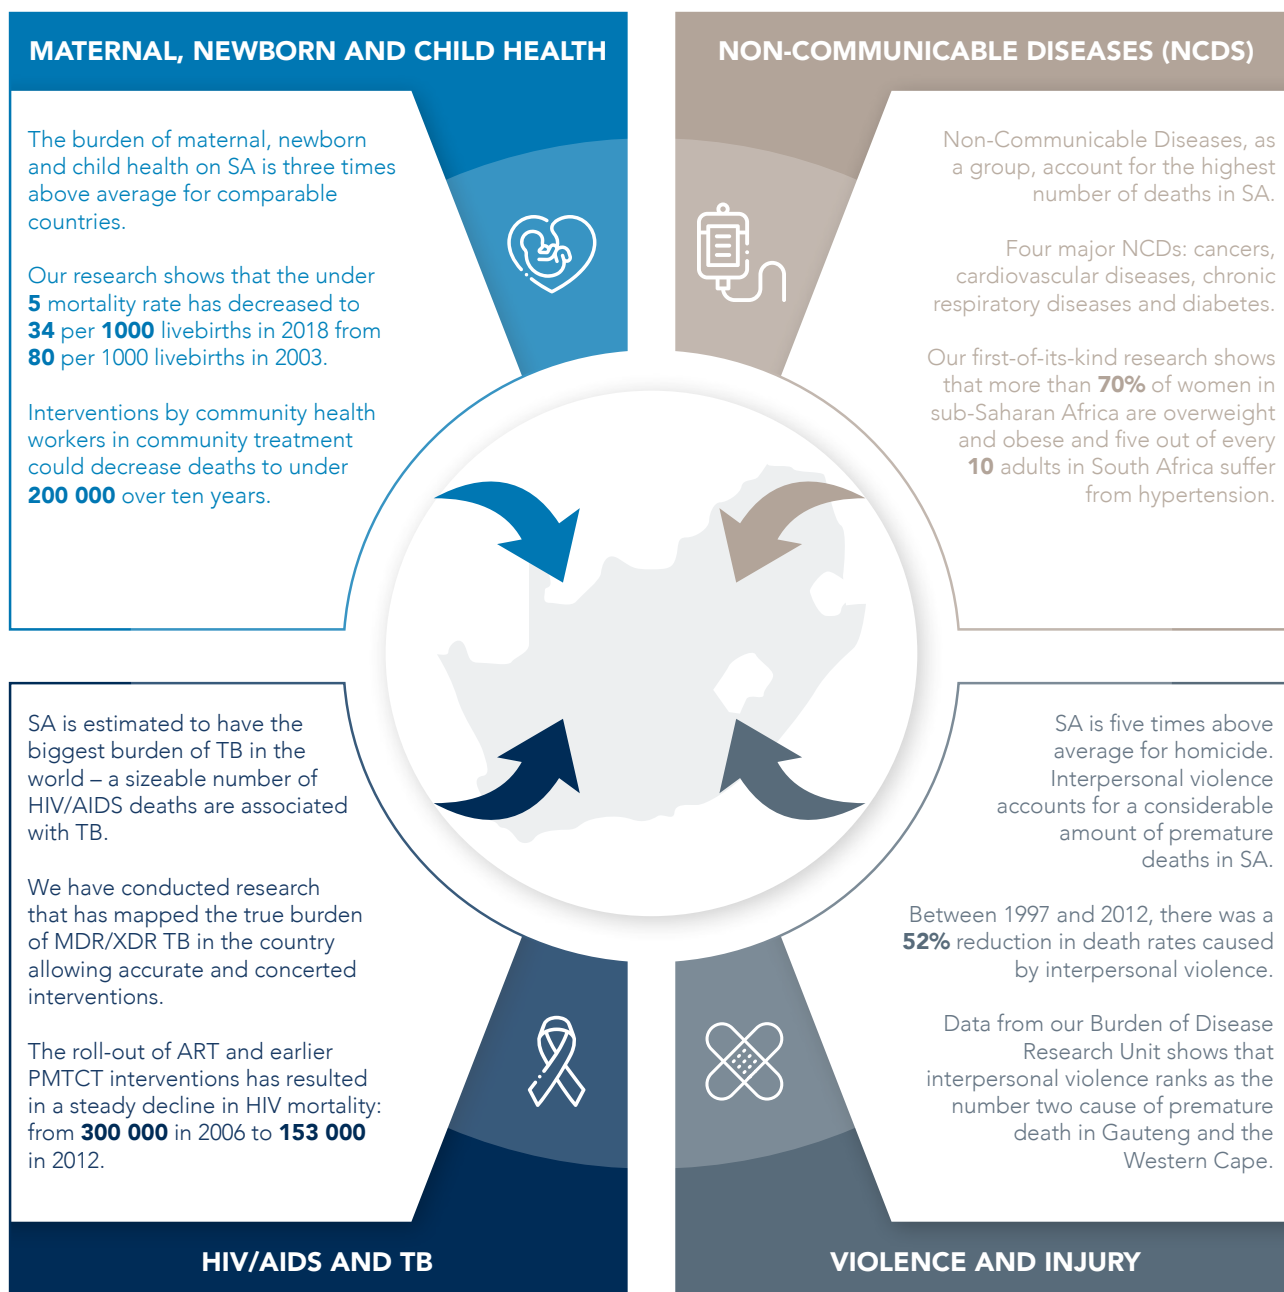 MATERNAL, NEWBORN AND CHILD HEALTH
The burden of maternal, newborn
and child health on SA is three times
above average for comparable
countries.
Our research shows that the under
5 mortality rate has decreased to
34 per 1000 livebirths in 2018 from
80 per 1000 livebirths in 2003.
Interventions by community health
workers in community treatment
could decrease deaths to under
200 000 over ten years.
NON-COMMUNICABLE DISEASES (NCDS)
Non-Communicable Diseases, as
a group, account for the highest
number of deaths in SA.
Four major NCDs: cancers,
cardiovascular diseases, chronic
respiratory diseases and diabetes.
Our first-of-its-kind research shows
that more than 70% of women in
sub-Saharan Africa are overweight
and obese and five out of every
10 adults in South Africa suffer
from hypertension.
SA is estimated to have the
biggest burden of TB in the
world – a sizeable number of
HIV/AIDS deaths are associated
with TB.
We have conducted research
that has mapped the true burden
of MDR/XDR TB in the country
allowing accurate and concerted
interventions.
The roll-out of ART and earlier
PMTCT interventions has resulted
in a steady decline in HIV mortality:
from 300 000 in 2006 to 153 000
in 2012.
HIV/AIDS AND TB
SA is five times above
average for homicide.
Interpersonal violence
accounts for a considerable
amount of premature
deaths in SA.
Between 1997 and 2012, there was a
52% reduction in death rates caused
by interpersonal violence.
Data from our Burden of Disease
Research Unit shows that
interpersonal violence ranks as the
number two cause of premature
death in Gauteng and the
Western Cape.
VIOLENCE AND INJURY